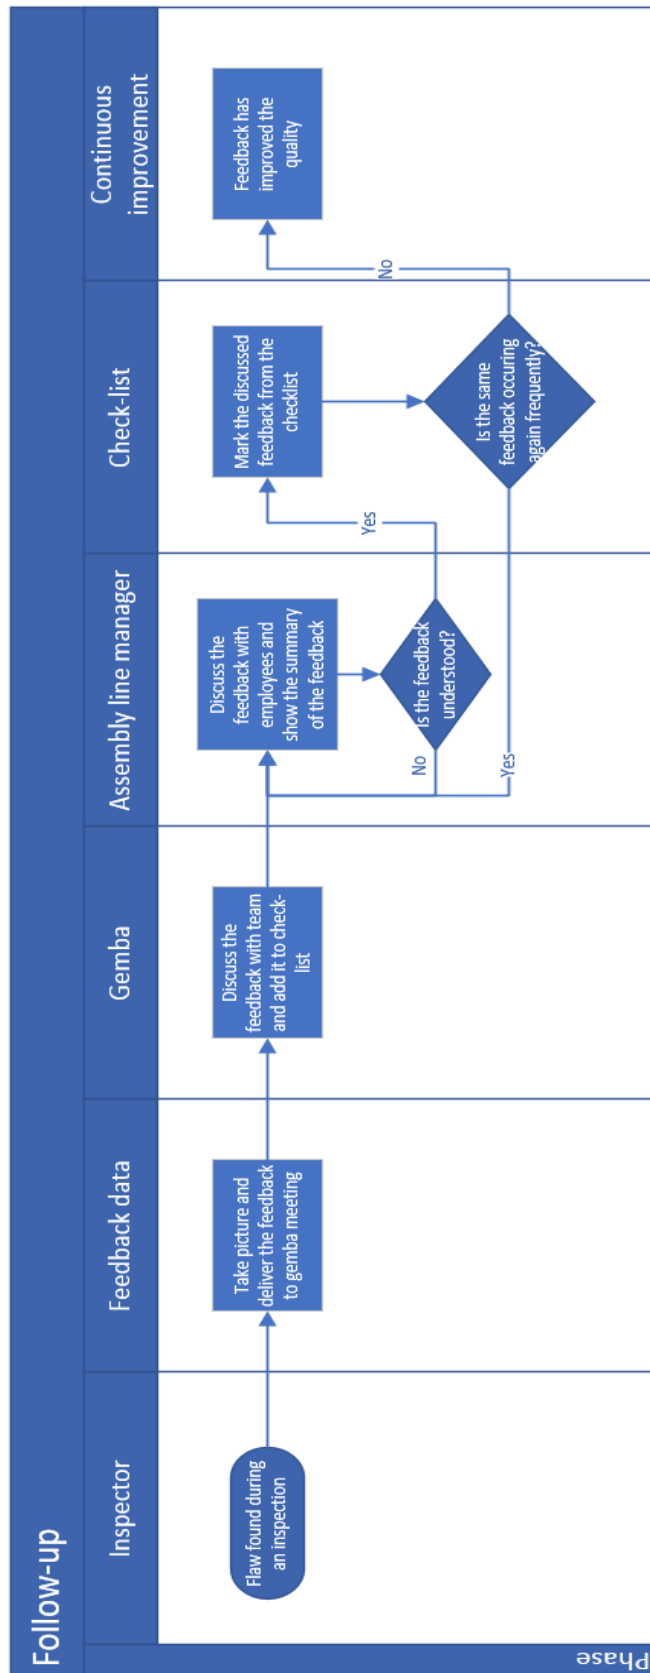 Follow-up
Inspector
Feedback data
Gemba
Assembly line manager
Check-list
Continuous
improvement
Phase
Flaw found during
an inspection
Take picture and
deliver the feedback
to gemba meeting
Discuss the
feedback with team
and add it to check-
list
Discuss the
feedback with
employees and
show the summary
of the feedback
Is the feedback
understood?
No
Yes
Mark the discussed
feedback from the
checklist
Is the same
feedback occuring
again frequently?
Yes
No
Feedback has
improved the
quality